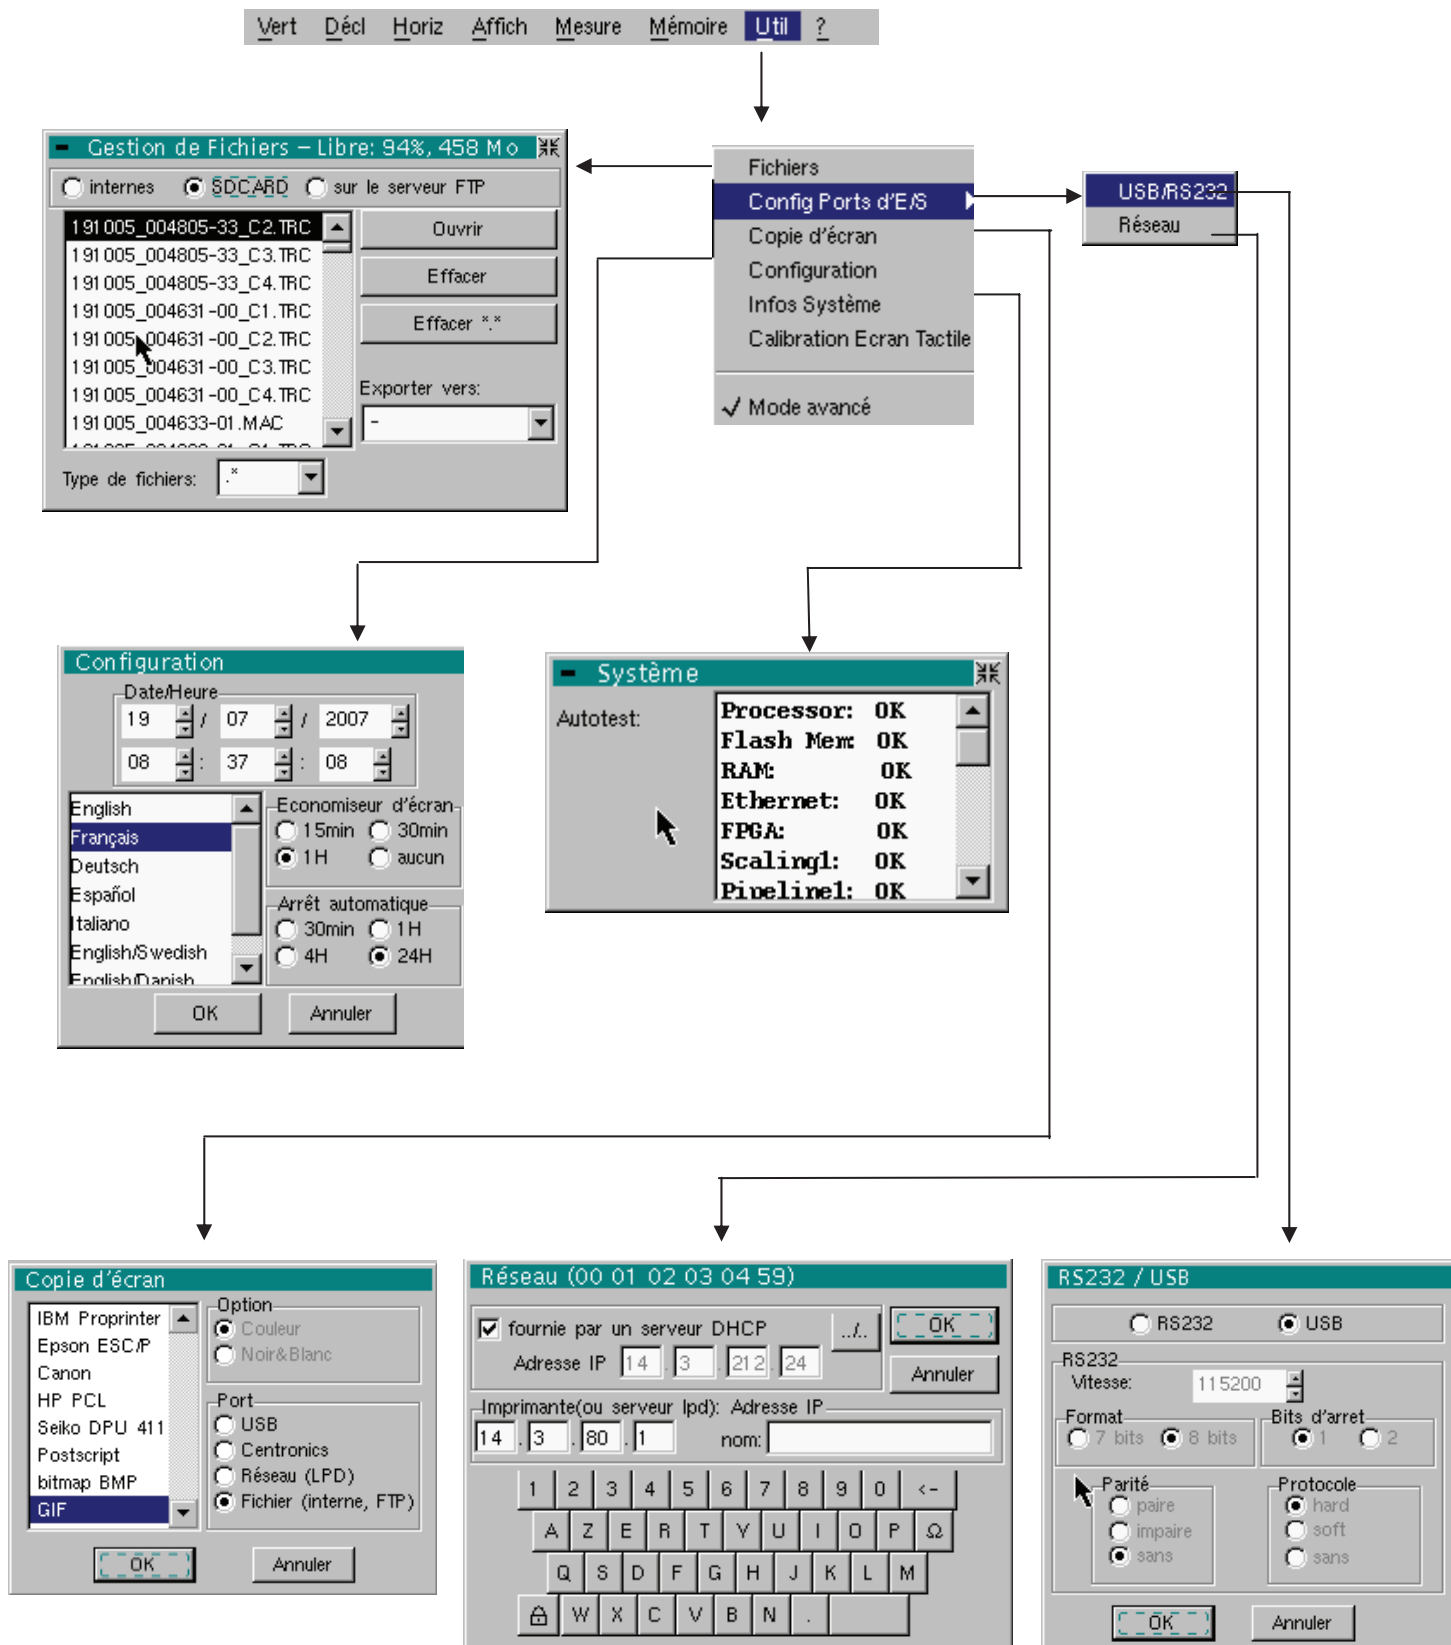 Vert Décl Horiz Affich Mesure Mémoire Util ?
Gestion de Fichiers – Libre: 94%, 458 Mo
internes SDCARD sur le serveur FTP
191005_004805-33_C2.TRC
191005_004805-33_C3.TRC
191005_004805-33_C4.TRC
191005_004631-00_C1.TRC
191005_004631-00_C2.TRC
191005_004631-00_C3.TRC
191005_004631-00_C4.TRC
191005_004633-01.MAC
Ouvrir
Effacer
Effacer *.*
Exporter vers:
-
Type de fichiers: .*
Fichiers
Config Ports d'E/S
Copie d'écran
Configuration
Infos Système
Calibration Ecran Tactile
✓ Mode avancé
USB/RS232
Réseau
Configuration
Date/Heure
19 / 07 / 2007
08 : 37 : 08
English
Français
Deutsch
Español
Italiano
English/Swedish
English/Danish
Economiseur d'écran
15min 30min
1H aucun
Arrêt automatique
30min 1H
4H 24H
OK Annuler
Système
Autotest:
Processor: OK
Flash Mem: OK
RAM: OK
Ethernet: OK
FPGA: OK
Scaling1: OK
Pipeline1: OK
Copie d'écran
IBM Proprinter
Epson ESC/P
Canon
HP PCL
Seiko DPU 411
Postscript
bitmap BMP
GIF
Option
Couleur
Noir&Blanc
Port
USB
Centronics
Réseau (LPD)
Fichier (interne, FTP)
OK Annuler
Réseau (00 01 02 03 04 59)
fournie par un serveur DHCP ../..
Adresse IP 14 . 3 . 212 . 24
OK
Annuler
Imprimante(ou serveur lpd): Adresse IP
14 . 3 . 80 . 1 nom:
1 2 3 4 5 6 7 8 9 0 <-
A Z E R T Y U I O P Ω
Q S D F G H J K L M
W X C V B N .
RS232 / USB
RS232 USB
RS232
Vitesse: 115200
Format
7 bits 8 bits
Bits d'arret
1 2
Parité
paire
impaire
sans
Protocole
hard
soft
sans
OK Annuler